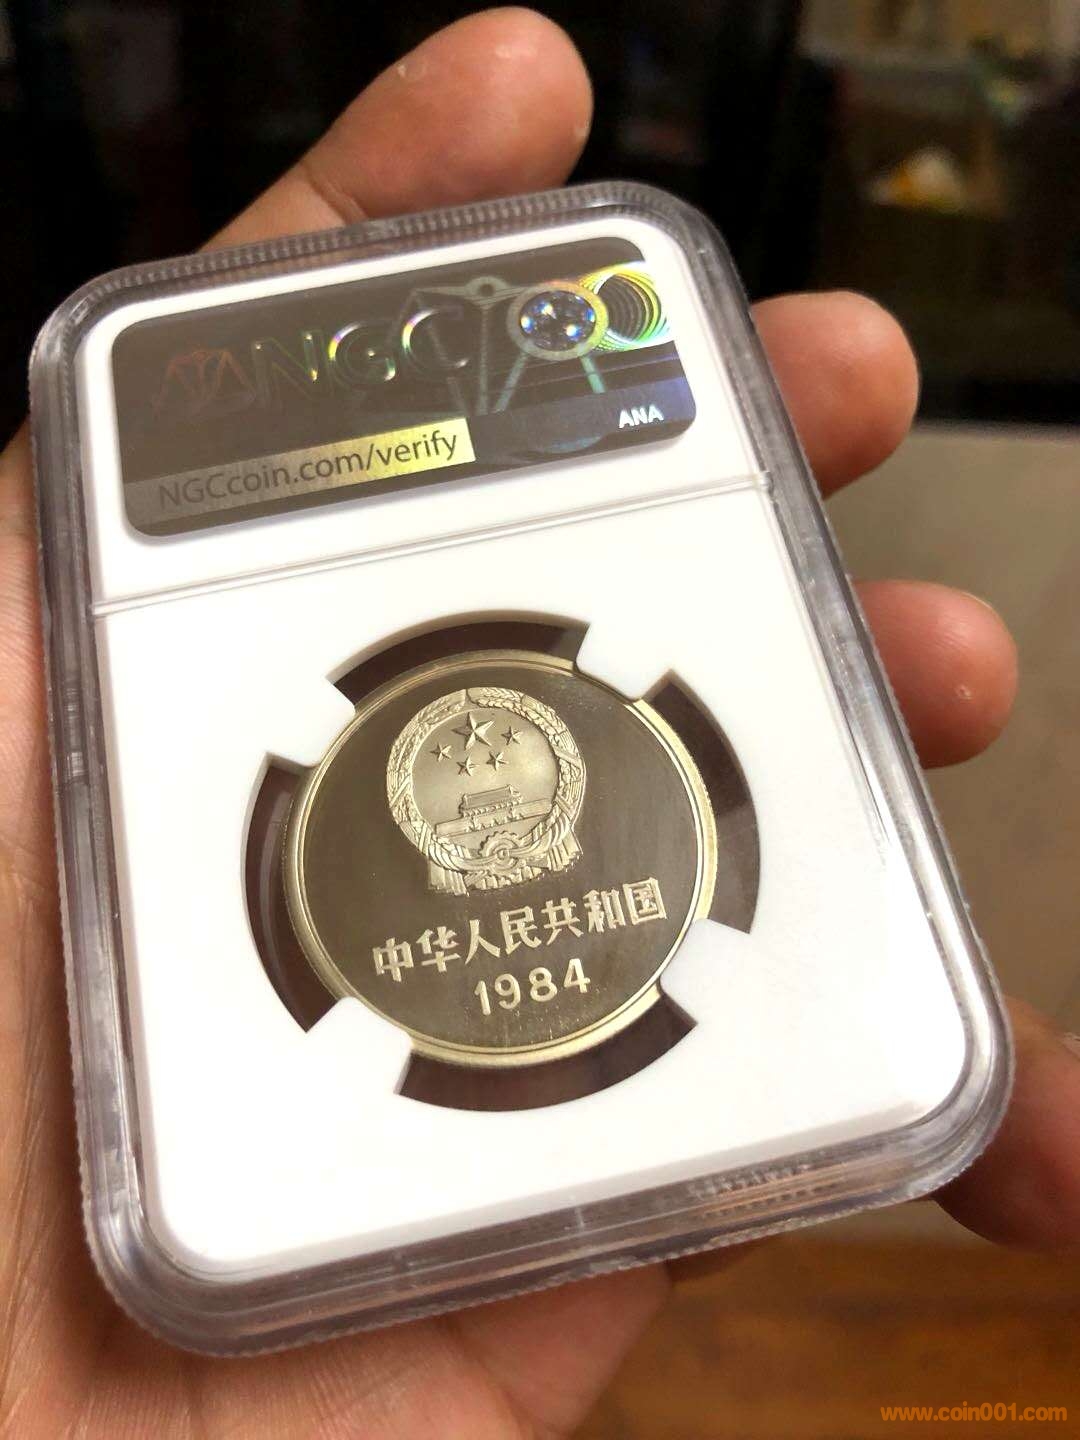 NGC
ANA
NGCcoin.com/verify
中华人民共和国
1984
www.coin001.com